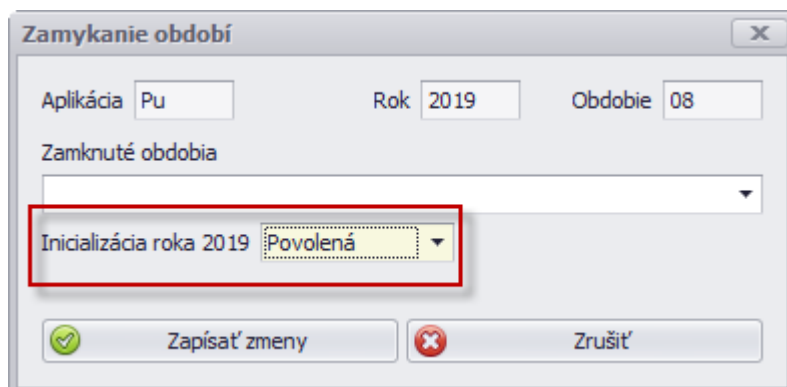 Zamykanie období
Aplikácia Pu Rok 2019 Obdobie 08
Zamknuté obdobia
Inicializácia roka 2019 Povolená
Zapísať zmeny Zrušiť